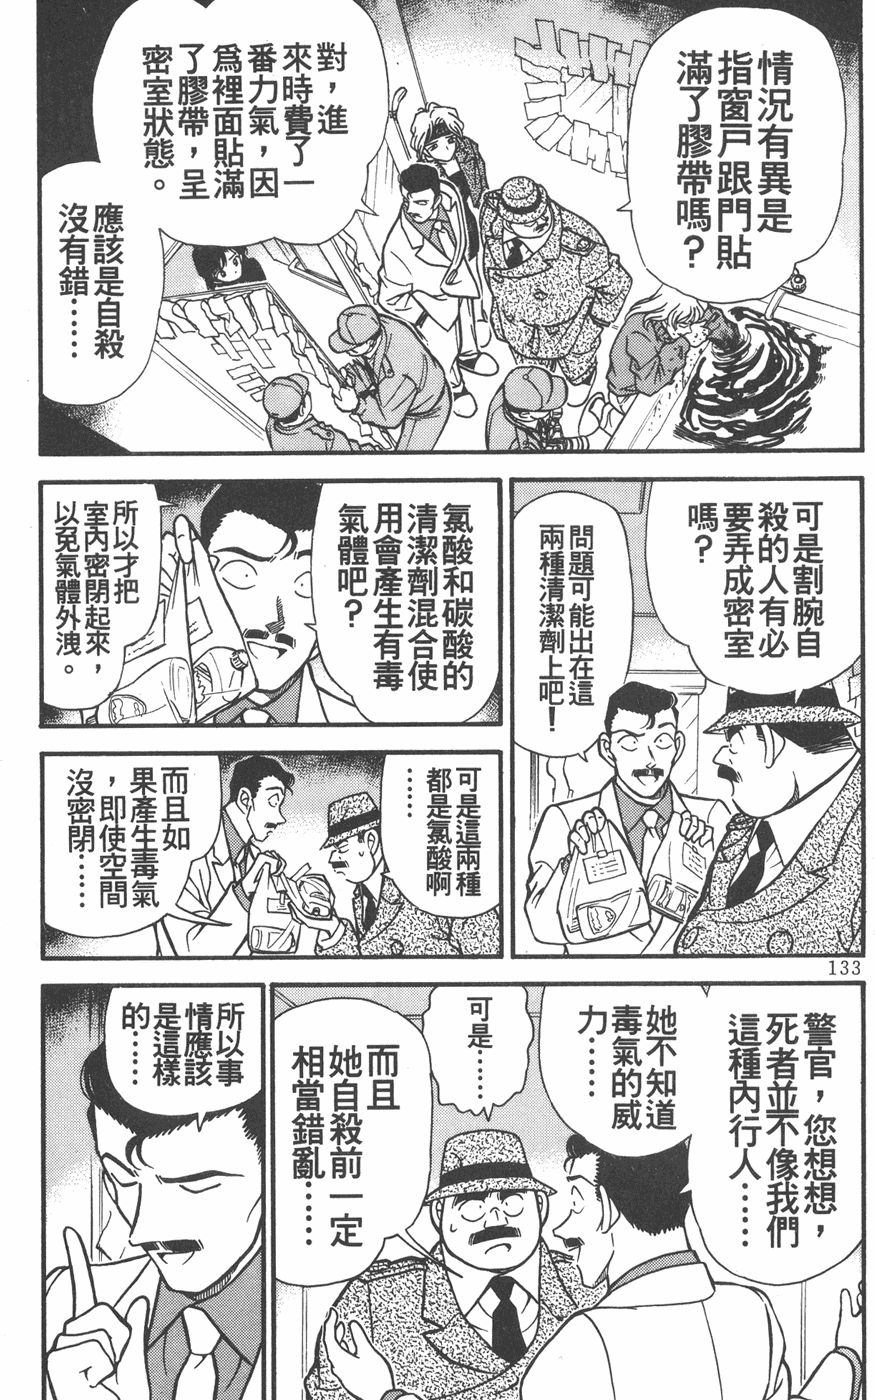 情況有異是
指窗戸跟門貼
滿了膠帶嗎？
對，進
來時費了一
番力氣，因
爲裡面貼滿
了膠帶，呈
密室狀態。
應該是自殺
沒有錯……
可是割腕自
殺的人有必
要弄成密室
嗎？
問題可能出在這
兩種清潔劑上吧！
氯酸和碳酸的
清潔劑混合使
用會產生有毒
氣體吧？
所以才把
室內密閉起來，
以免氣體外洩。
可是這兩種
都是氯酸啊
……
而且如
果產生毒氣
，即使空間
沒密閉……
133
警官，您想想，
死者並不像我們
這種內行人……
她不知道
毒氣的威
力……
可是……
而且
她自殺前一定
相當錯亂……
所以事
情應該
是這樣
的……